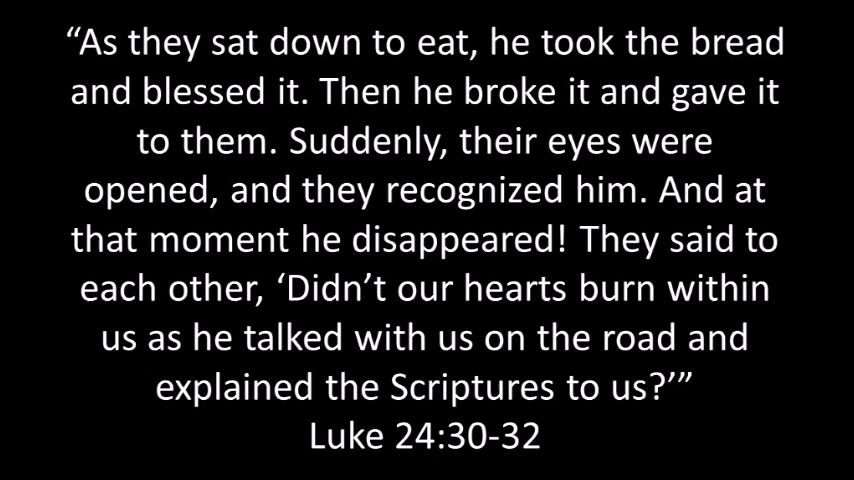 “As they sat down to eat, he took the bread
and blessed it. Then he broke it and gave it
to them. Suddenly, their eyes were
opened, and they recognized him. And at
that moment he disappeared! They said to
each other, ‘Didn’t our hearts burn within
us as he talked with us on the road and
explained the Scriptures to us?’”
Luke 24:30-32